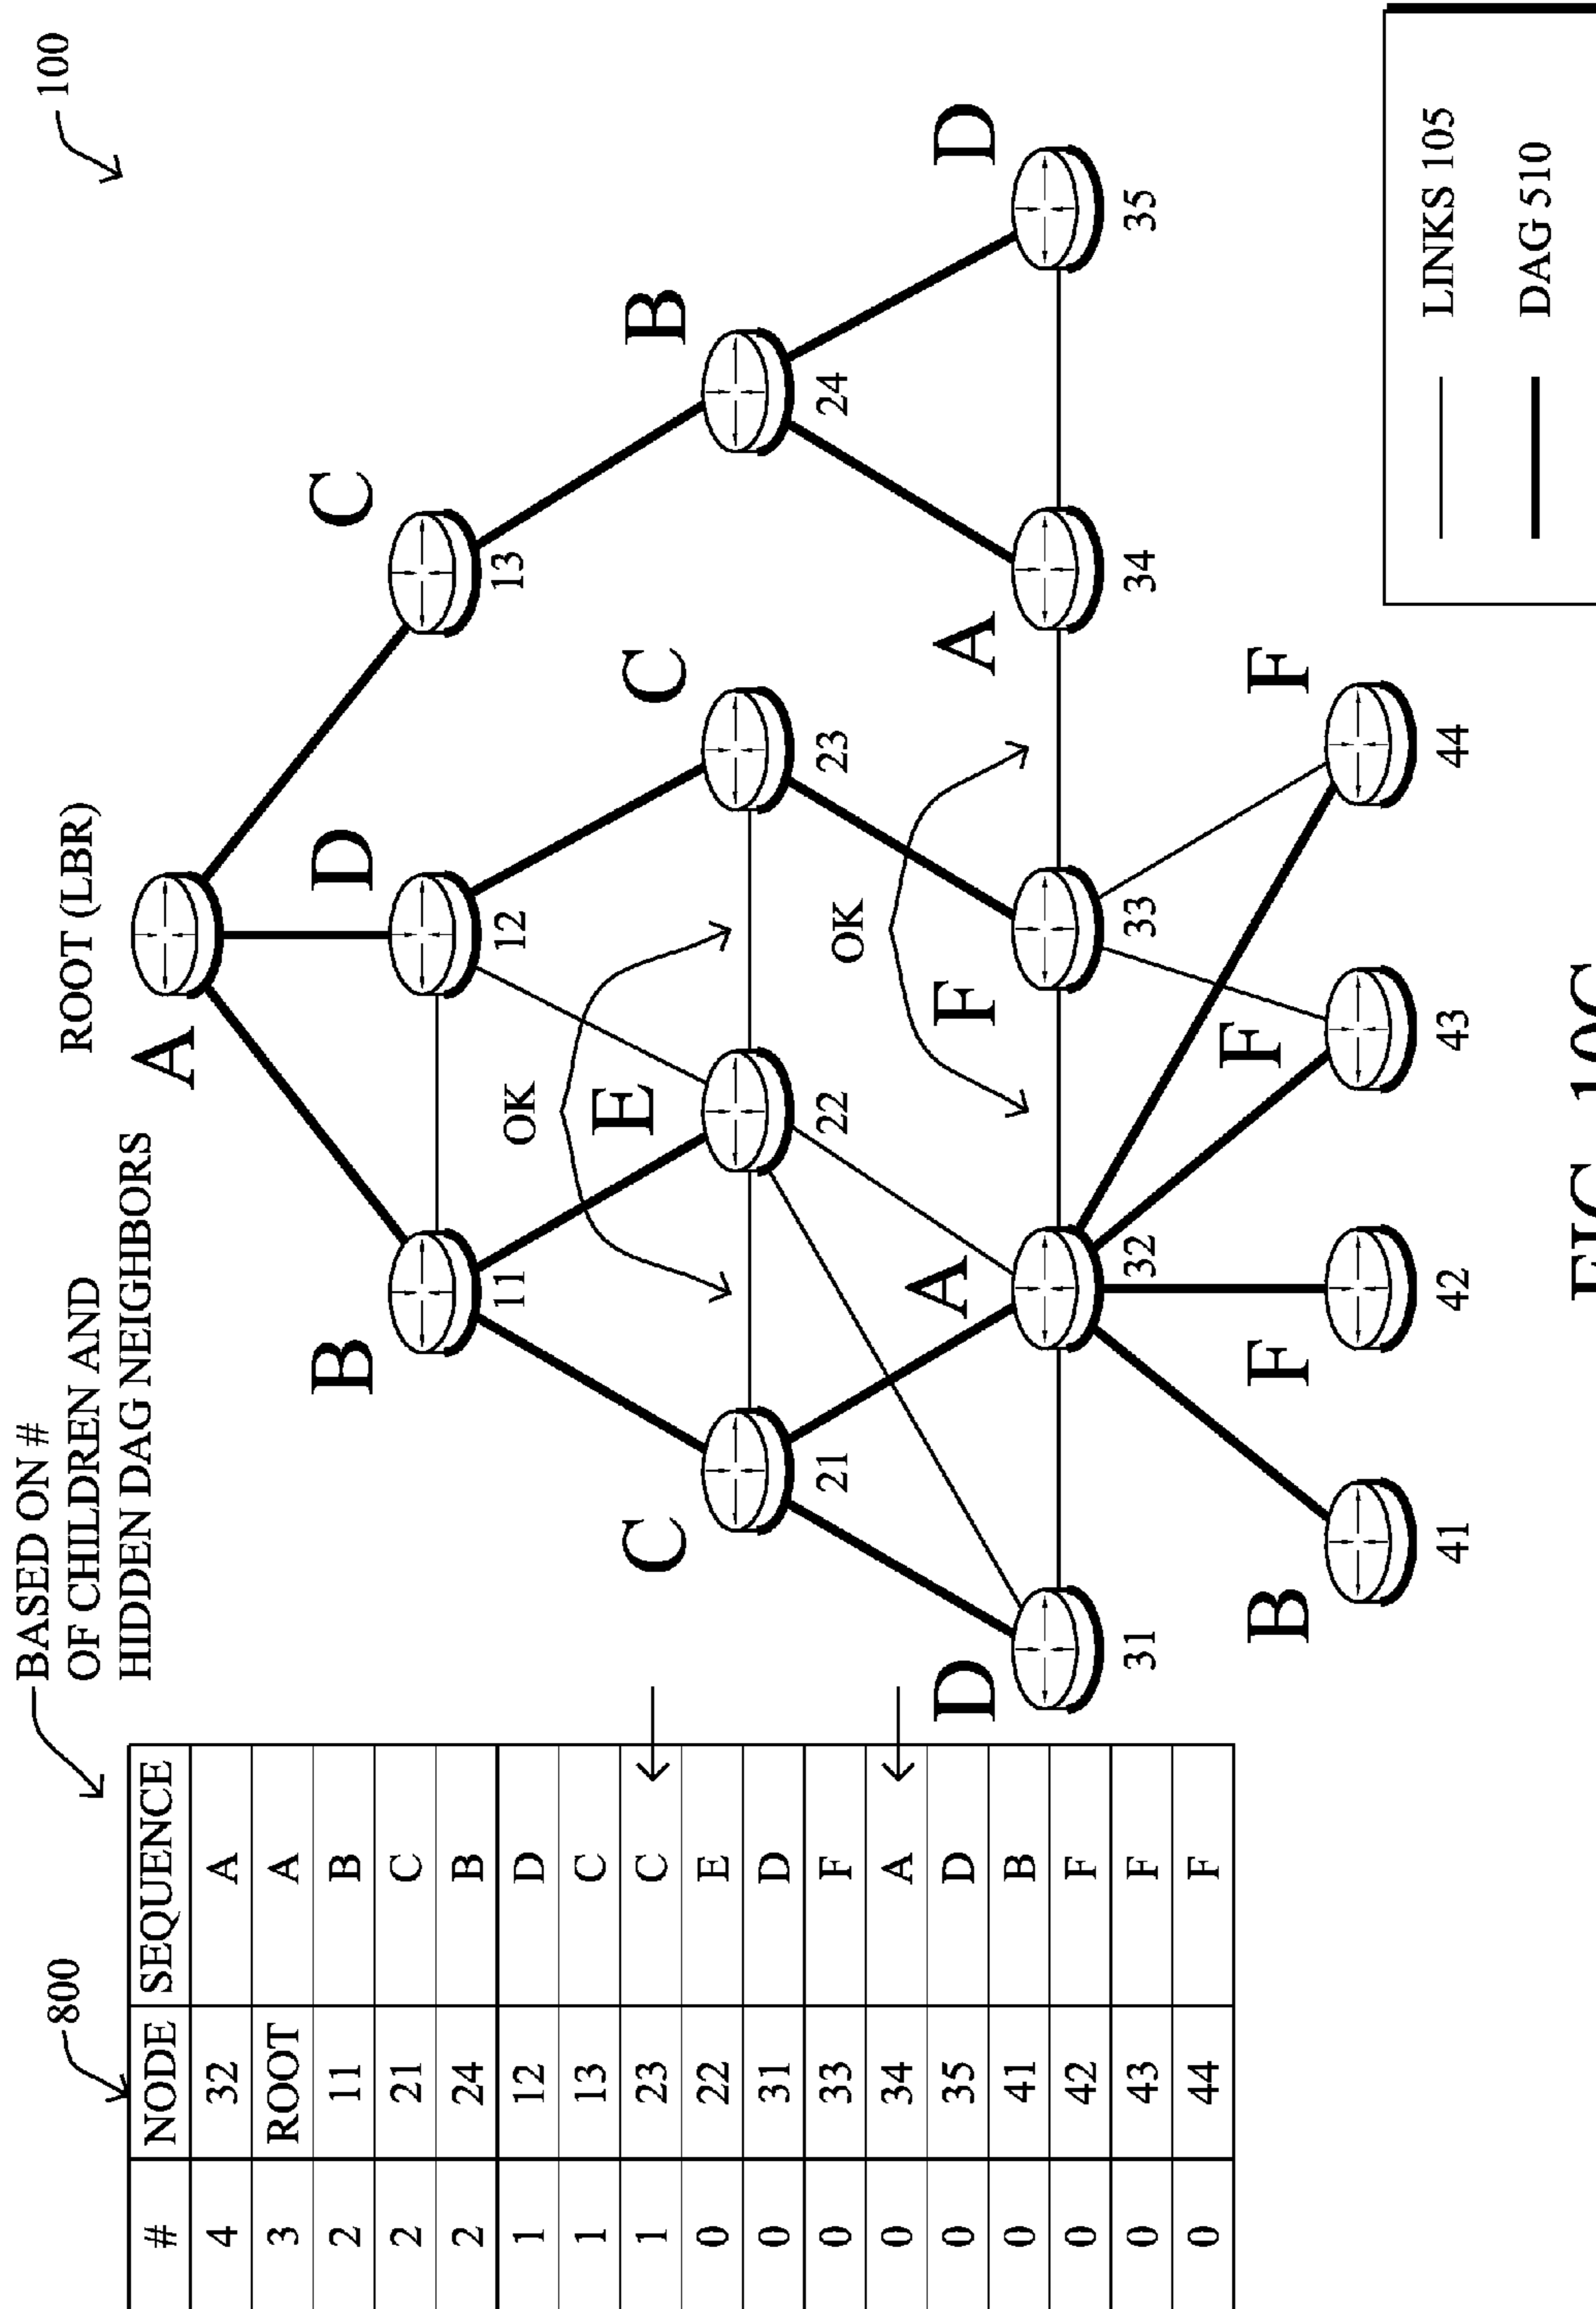 100
ROOT (LBR)
BASED ON #
OF CHILDREN AND
HIDDEN DAG NEIGHBORS
800
# NODE SEQUENCE
4 32 A
3 ROOT A
2 11 B
2 21 C
2 24 B
1 12 D
1 13 C
1 23 C
0 22 E
0 31 D
0 33 F
0 34 A
0 35 D
0 41 B
0 42 F
0 43 F
0 44 F
A
B
11
D
12
C
13
OK
C
21
E
22
C
23
B
24
OK
D
31
A
32
F
33
A
34
D
35
B
41
F
42
F
43
F
44
LINKS 105
DAG 510
FIG. 10C